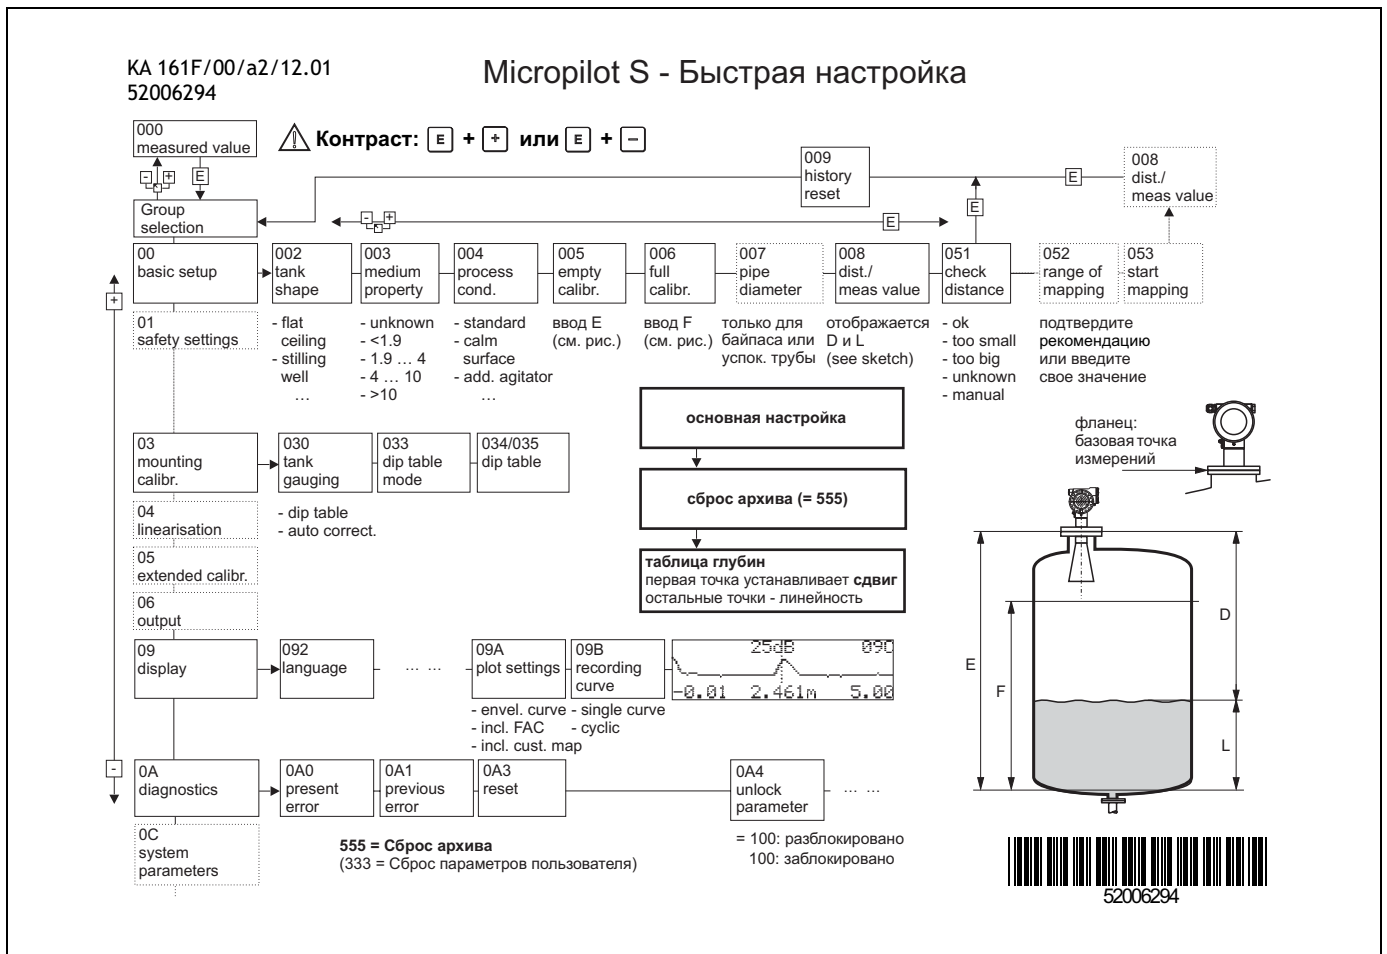 KA 161F/00/a2/12.01
52006294
Micropilot S - Быстрая настройка
000
measured value
Контраст: E + + или E + −
009
history
reset
E
008
dist./
meas value
- +
E
Group
selection
- +
E
E
00
basic setup
002
tank
shape
003
medium
property
004
process
cond.
005
empty
calibr.
006
full
calibr.
007
pipe
diameter
008
dist./
meas value
051
check
distance
052
range of
mapping
053
start
mapping
+
01
safety settings
- flat
ceiling
- stilling
well
...
- unknown
- <1.9
- 1.9 ... 4
- 4 ... 10
- >10
- standard
- calm
surface
- add. agitator
...
ввод E
(см. рис.)
ввод F
(см. рис.)
только для
байпаса или
успок. трубы
отображается
D и L
(see sketch)
- ok
- too small
- too big
- unknown
- manual
подтвердите
рекомендацию
или введите
свое значение
основная настройка
сброс архива (= 555)
таблица глубин
первая точка устанавливает сдвиг
остальные точки - линейность
фланец:
базовая точка
измерений
03
mounting
calibr.
030
tank
gauging
033
dip table
mode
034/035
dip table
- dip table
- auto correct.
04
linearisation
05
extended calibr.
06
output
09
display
092
language
... ...
09A
plot settings
09B
recording
curve
25dB 09C
-0.01 2.461m 5.00
- envel. curve
- incl. FAC
- incl. cust. map
- single curve
- cyclic
D
E
F
L
-
0A
diagnostics
0A0
present
error
0A1
previous
error
0A3
reset
0A4
unlock
parameter
... ...
0C
system
parameters
555 = Сброс архива
(333 = Сброс параметров пользователя)
= 100: разблокировано
100: заблокировано
52006294